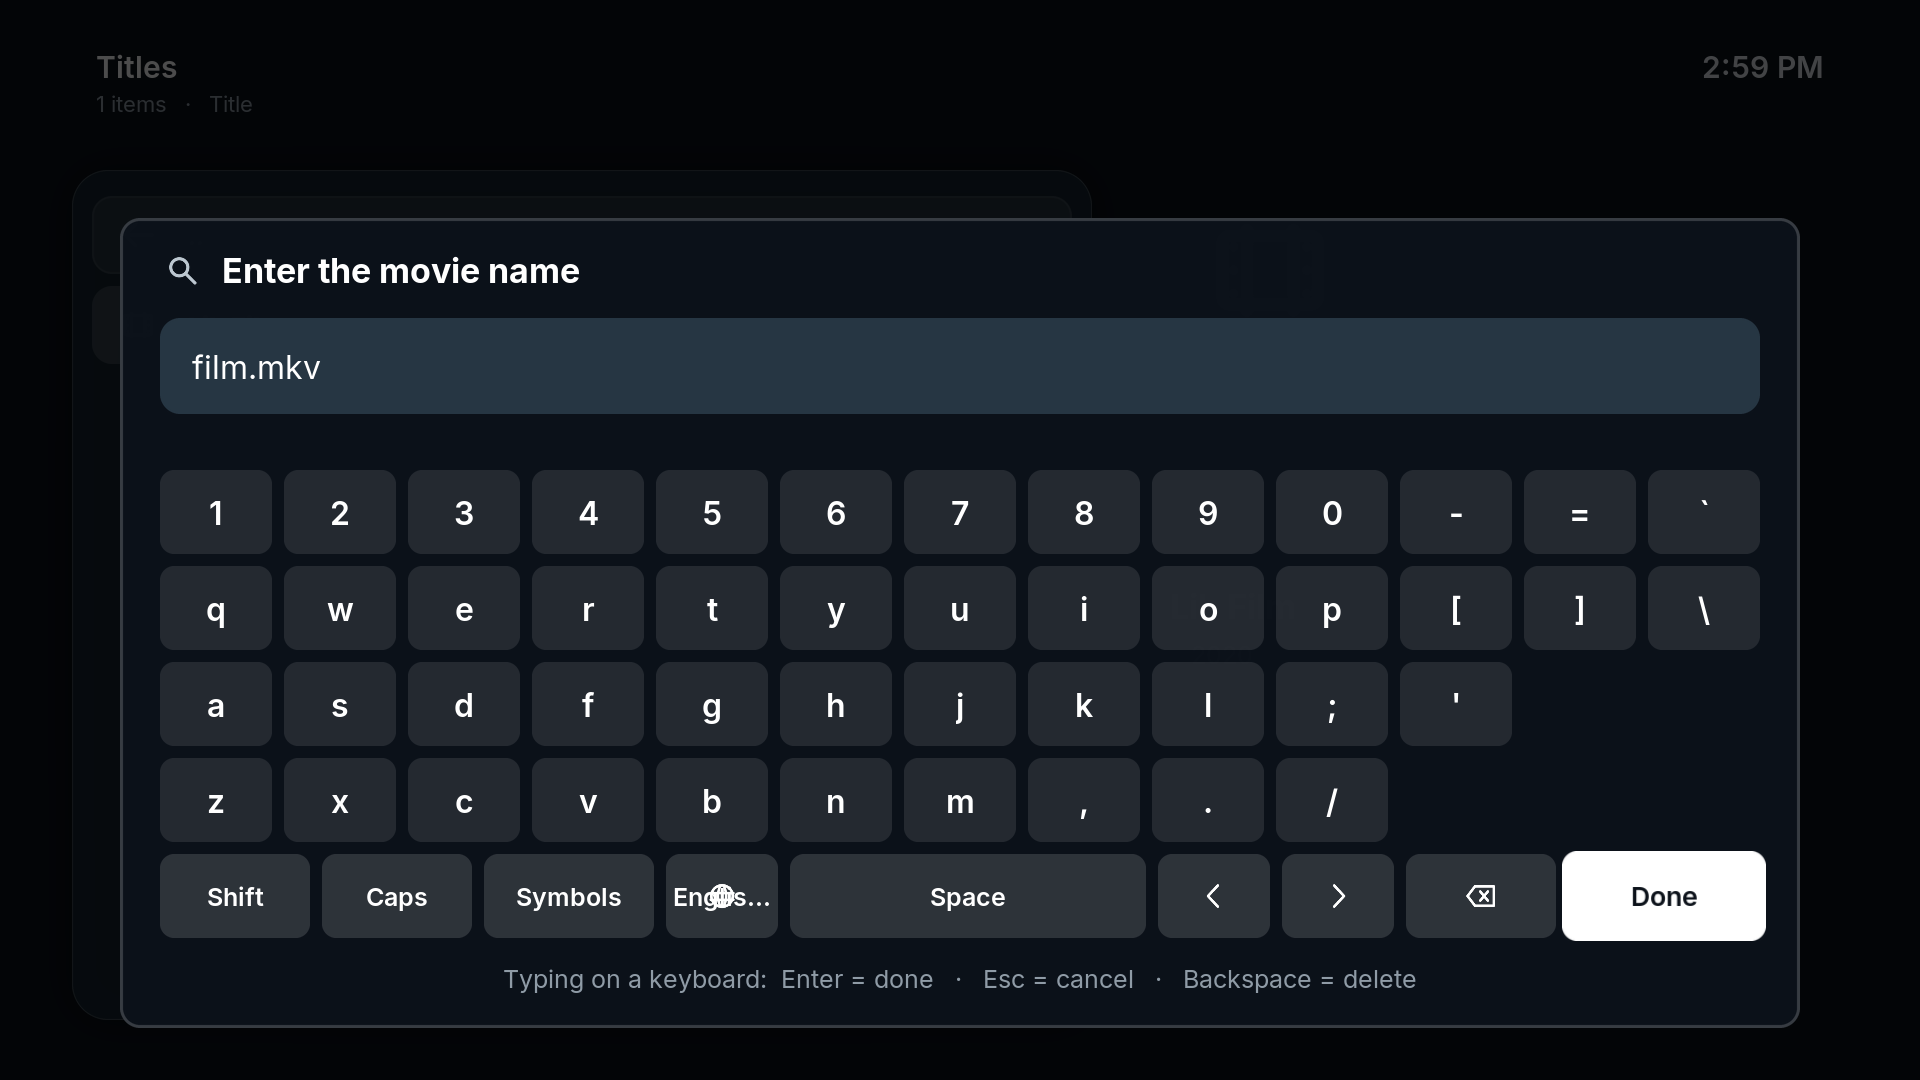 Titles
2:59 PM
1 items · Title
Enter the movie name
film.mkv
1 2 3 4 5 6 7 8 9 0 - = `
q w e r t y u i o p [ ] \
a s d f g h j k l ; '
z x c v b n m , . /
Shift Caps Symbols Space Done
Typing on a keyboard: Enter = done · Esc = cancel · Backspace = delete